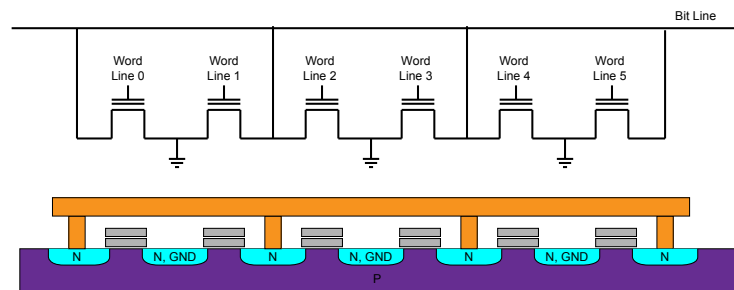 Bit Line
Word
Line 0
Word
Line 1
Word
Line 2
Word
Line 3
Word
Line 4
Word
Line 5
N
N, GND
N
N, GND
N
N, GND
N
P